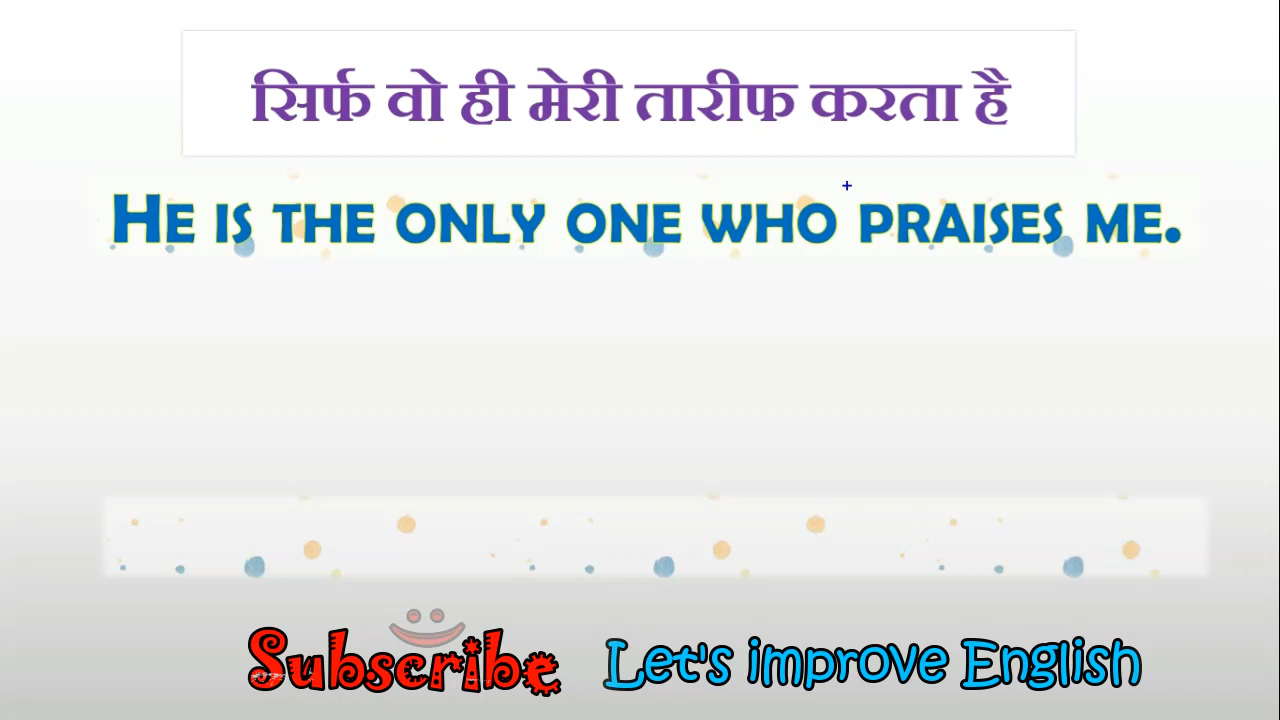 सिर्फ वो ही मेरी तारीफ करता है
He is the only one who praises me.
Subscribe Let's improve English